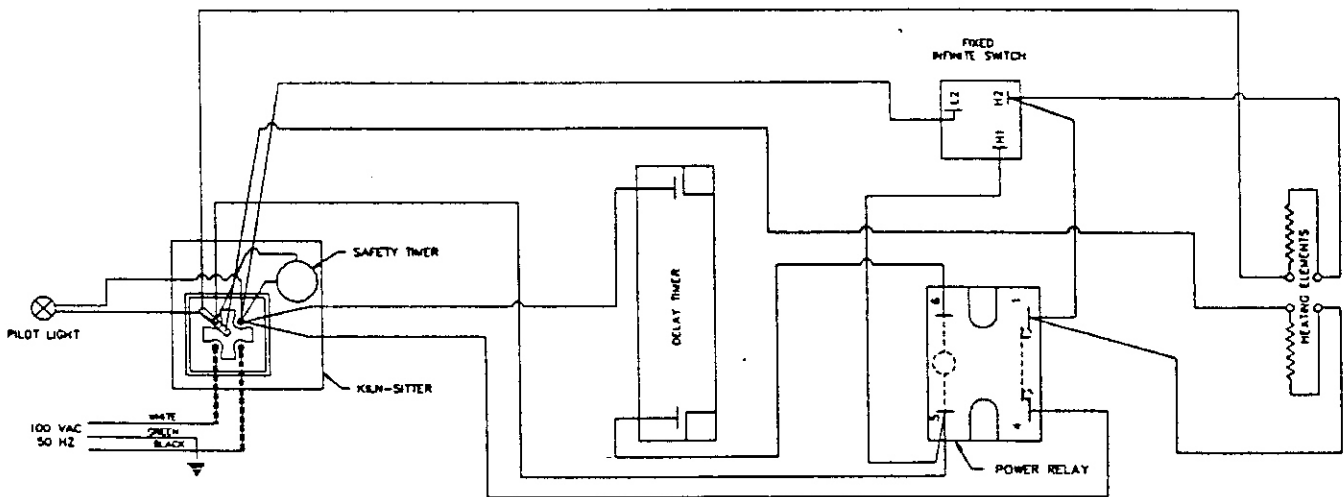 FIXED
INFINITE SWITCH
L2
H2
H1
SAFETY TIMER
PILOT LIGHT
KILN-SITTER
100 VAC
50 HZ
WHITE
GREEN
BLACK
DELAY TIMER
6
1
5
4
POWER RELAY
HEATING ELEMENTS